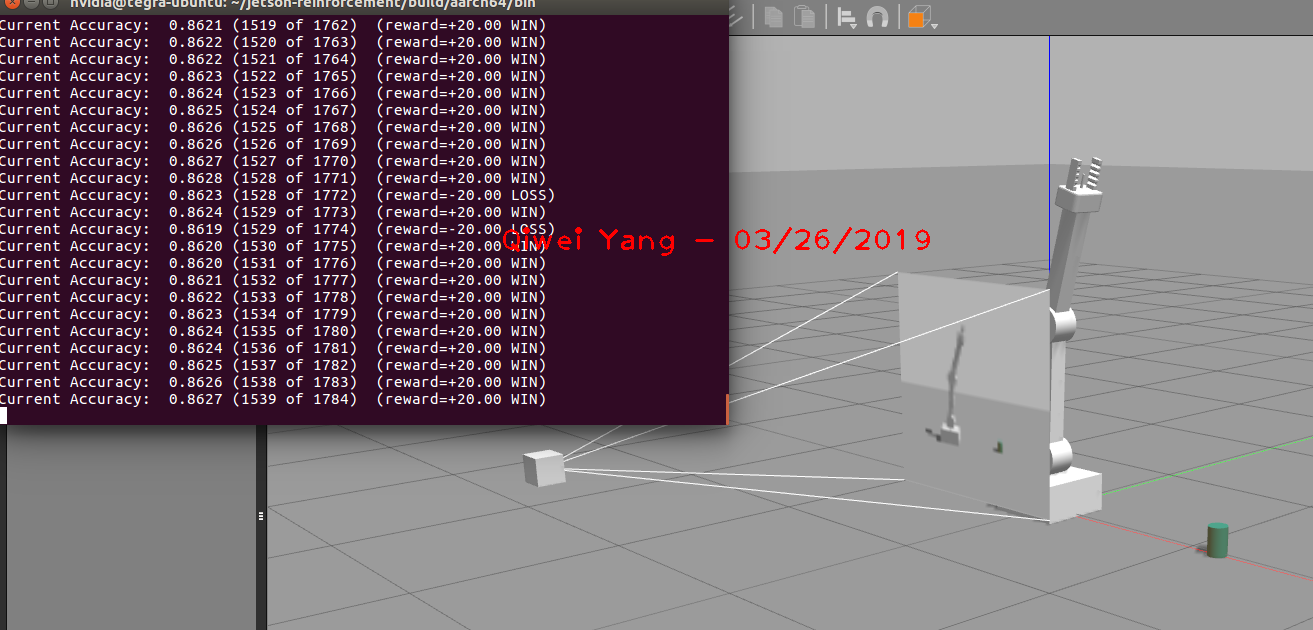 nvidia@tegra-ubuntu: ~/jetson-reinforcement/build/aarch64/bin
Current Accuracy:  0.8621 (1519 of 1762)  (reward=+20.00 WIN)
Current Accuracy:  0.8622 (1520 of 1763)  (reward=+20.00 WIN)
Current Accuracy:  0.8622 (1521 of 1764)  (reward=+20.00 WIN)
Current Accuracy:  0.8623 (1522 of 1765)  (reward=+20.00 WIN)
Current Accuracy:  0.8624 (1523 of 1766)  (reward=+20.00 WIN)
Current Accuracy:  0.8625 (1524 of 1767)  (reward=+20.00 WIN)
Current Accuracy:  0.8626 (1525 of 1768)  (reward=+20.00 WIN)
Current Accuracy:  0.8626 (1526 of 1769)  (reward=+20.00 WIN)
Current Accuracy:  0.8627 (1527 of 1770)  (reward=+20.00 WIN)
Current Accuracy:  0.8628 (1528 of 1771)  (reward=+20.00 WIN)
Current Accuracy:  0.8623 (1528 of 1772)  (reward=-20.00 LOSS)
Current Accuracy:  0.8624 (1529 of 1773)  (reward=+20.00 WIN)
Current Accuracy:  0.8619 (1529 of 1774)  (reward=-20.00 LOSS)
Qiwei Yang - 03/26/2019
Current Accuracy:  0.8620 (1530 of 1775)  (reward=+20.00 WIN)
Current Accuracy:  0.8620 (1531 of 1776)  (reward=+20.00 WIN)
Current Accuracy:  0.8621 (1532 of 1777)  (reward=+20.00 WIN)
Current Accuracy:  0.8622 (1533 of 1778)  (reward=+20.00 WIN)
Current Accuracy:  0.8623 (1534 of 1779)  (reward=+20.00 WIN)
Current Accuracy:  0.8624 (1535 of 1780)  (reward=+20.00 WIN)
Current Accuracy:  0.8624 (1536 of 1781)  (reward=+20.00 WIN)
Current Accuracy:  0.8625 (1537 of 1782)  (reward=+20.00 WIN)
Current Accuracy:  0.8626 (1538 of 1783)  (reward=+20.00 WIN)
Current Accuracy:  0.8627 (1539 of 1784)  (reward=+20.00 WIN)